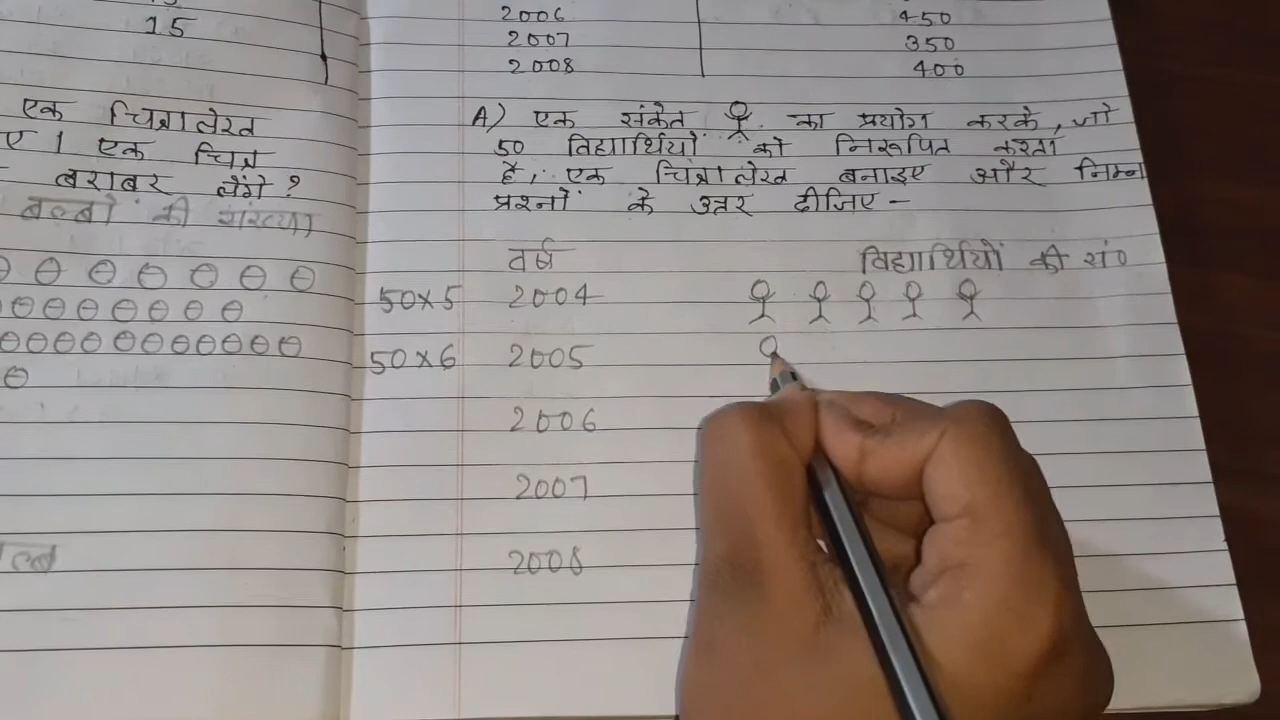 15
एक चित्रालेख
ए। एक चित्र
बराबर लेंगे?
बल्बों की संख्या
2006 450
2007 350
2008 400
A) एक संकेत का प्रयोग करके, जो
50 विद्यार्थियों को निरूपित करता
है, एक चित्रालेख बनाइए और निम्न
प्रश्नों के उत्तर दीजिए -
वर्ष विद्यार्थियों की सं०
50×5 2004
50×6 2005
2006
2007
2008